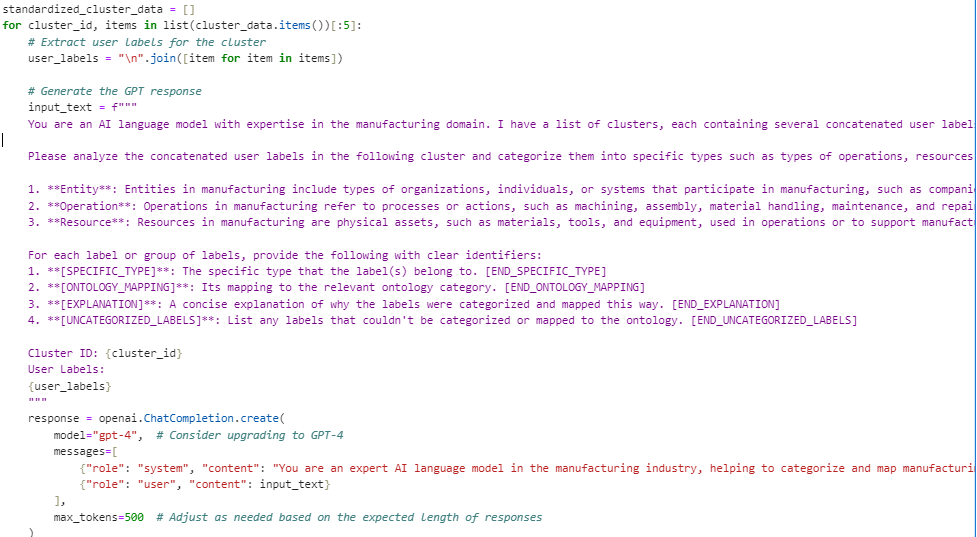 standardized_cluster_data = []
for cluster_id, items in list(cluster_data.items())[:5]:
    # Extract user labels for the cluster
    user_labels = "\n".join([item for item in items])

    # Generate the GPT response
    input_text = f"""
    You are an AI language model with expertise in the manufacturing domain. I have a list of clusters, each containing several concatenated user label

    Please analyze the concatenated user labels in the following cluster and categorize them into specific types such as types of operations, resources

    1. **Entity**: Entities in manufacturing include types of organizations, individuals, or systems that participate in manufacturing, such as compani
    2. **Operation**: Operations in manufacturing refer to processes or actions, such as machining, assembly, material handling, maintenance, and repai
    3. **Resource**: Resources in manufacturing are physical assets, such as materials, tools, and equipment, used in operations or to support manufact

    For each label or group of labels, provide the following with clear identifiers:
    1. **[SPECIFIC_TYPE]**: The specific type that the label(s) belong to. [END_SPECIFIC_TYPE]
    2. **[ONTOLOGY_MAPPING]**: Its mapping to the relevant ontology category. [END_ONTOLOGY_MAPPING]
    3. **[EXPLANATION]**: A concise explanation of why the labels were categorized and mapped this way. [END_EXPLANATION]
    4. **[UNCATEGORIZED_LABELS]**: List any labels that couldn't be categorized or mapped to the ontology. [END_UNCATEGORIZED_LABELS]

    Cluster ID: {cluster_id}
    User Labels:
    {user_labels}
    """
    response = openai.ChatCompletion.create(
        model="gpt-4",  # Consider upgrading to GPT-4
        messages=[
            {"role": "system", "content": "You are an expert AI language model in the manufacturing industry, helping to categorize and map manufacturi
            {"role": "user", "content": input_text}
        ],
        max_tokens=500  # Adjust as needed based on the expected length of responses
    )